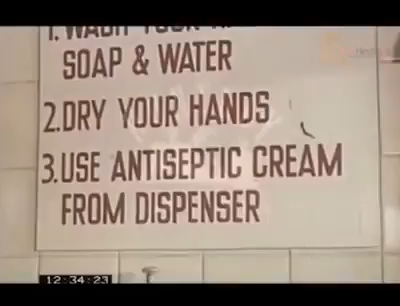 SOAP & WATER
2. DRY YOUR HANDS
3. USE ANTISEPTIC CREAM
FROM DISPENSER
12:34:23